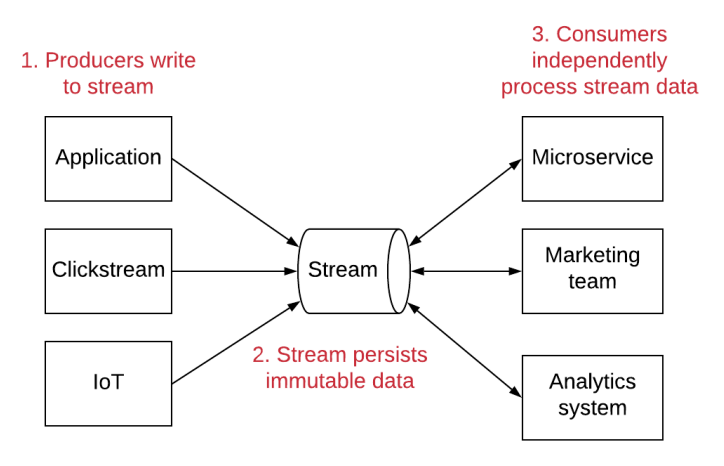 1. Producers write
to stream
3. Consumers
independently
process stream data
Application
Microservice
Clickstream
Stream
Marketing
team
2. Stream persists
immutable data
IoT
Analytics
system